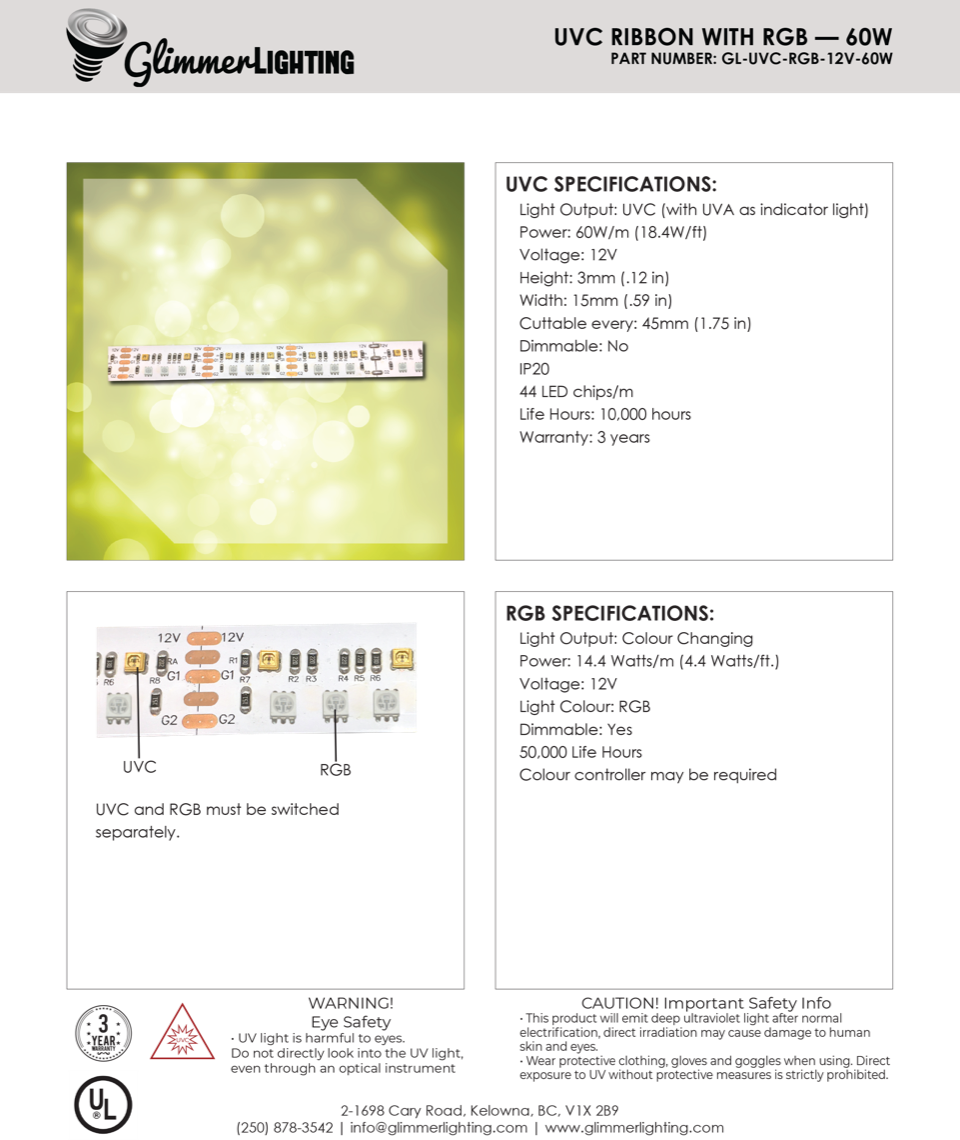 GlimmerLIGHTING
UVC RIBBON WITH RGB — 60W
PART NUMBER: GL-UVC-RGB-12V-60W
UVC SPECIFICATIONS:
Light Output: UVC (with UVA as indicator light)
Power: 60W/m (18.4W/ft)
Voltage: 12V
Height: 3mm (.12 in)
Width: 15mm (.59 in)
Cuttable every: 45mm (1.75 in)
Dimmable: No
IP20
44 LED chips/m
Life Hours: 10,000 hours
Warranty: 3 years
12V 12V
RA R1
G1 G1
R6 R8 R7 R2 R3 R4 R5 R6
G2 G2
UVC RGB
UVC and RGB must be switched
separately.
RGB SPECIFICATIONS:
Light Output: Colour Changing
Power: 14.4 Watts/m (4.4 Watts/ft.)
Voltage: 12V
Light Colour: RGB
Dimmable: Yes
50,000 Life Hours
Colour controller may be required
3
YEAR
WARRANTY
UVC
UL
®
WARNING!
Eye Safety
• UV light is harmful to eyes.
Do not directly look into the UV light,
even through an optical instrument
CAUTION! Important Safety Info
• This product will emit deep ultraviolet light after normal
electrification, direct irradiation may cause damage to human
skin and eyes.
• Wear protective clothing, gloves and goggles when using. Direct
exposure to UV without protective measures is strictly prohibited.
2-1698 Cary Road, Kelowna, BC, V1X 2B9
(250) 878-3542 | info@glimmerlighting.com | www.glimmerlighting.com